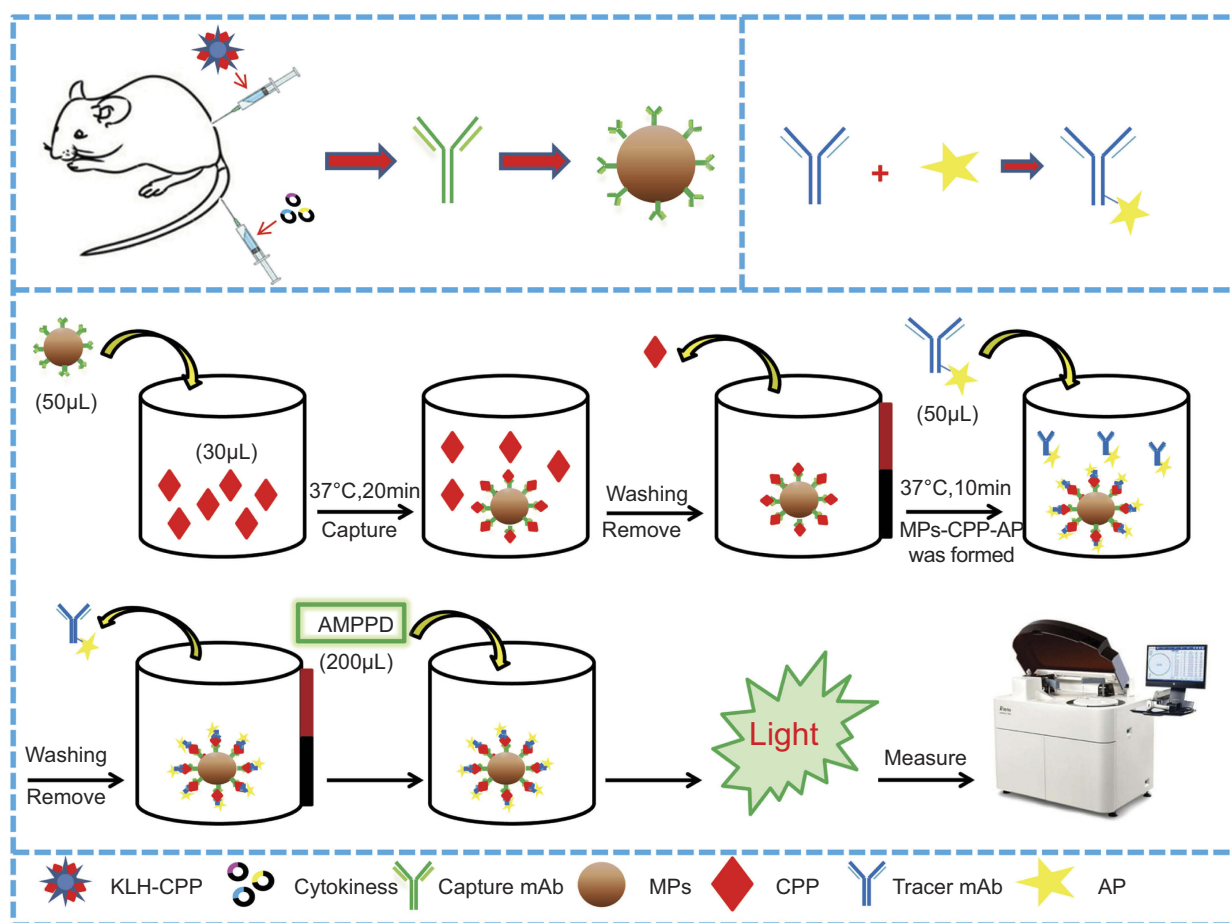 (50µL)
(30µL)
37°C,20min
Capture
Washing
Remove
(50µL)
37°C,10min
MPs-CPP-AP
was formed
Washing
Remove
AMPPD
(200µL)
Light
Measure
KLH-CPP
Cytokiness
Capture mAb
MPs
CPP
Tracer mAb
AP